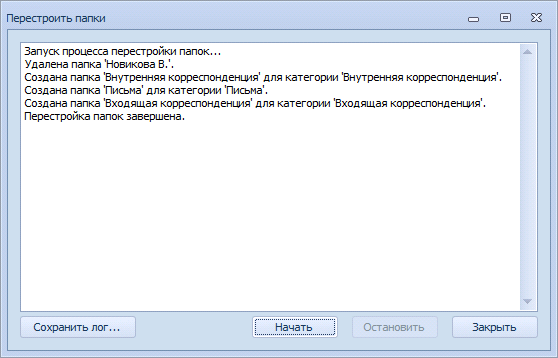 Перестроить папки
Запуск процесса перестройки папок...
Удалена папка 'Новикова В.'.
Создана папка 'Внутренняя корреспонденция' для категории 'Внутренняя корреспонденция'.
Создана папка 'Письма' для категории 'Письма'.
Создана папка 'Входящая корреспонденция' для категории 'Входящая корреспонденция'.
Перестройка папок завершена.
Сохранить лог... Начать Остановить Закрыть